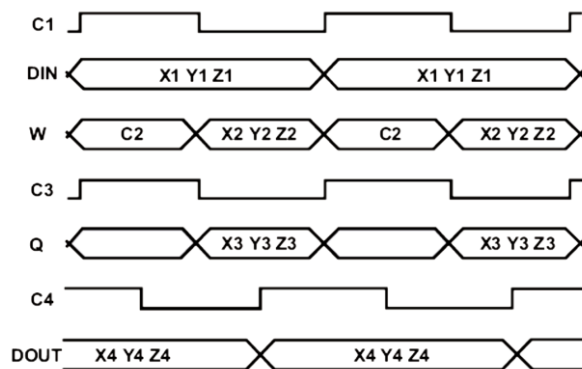 C1
DIN X1 Y1 Z1 X1 Y1 Z1
W C2 X2 Y2 Z2 C2 X2 Y2 Z2
C3
Q X3 Y3 Z3 X3 Y3 Z3
C4
DOUT X4 Y4 Z4 X4 Y4 Z4